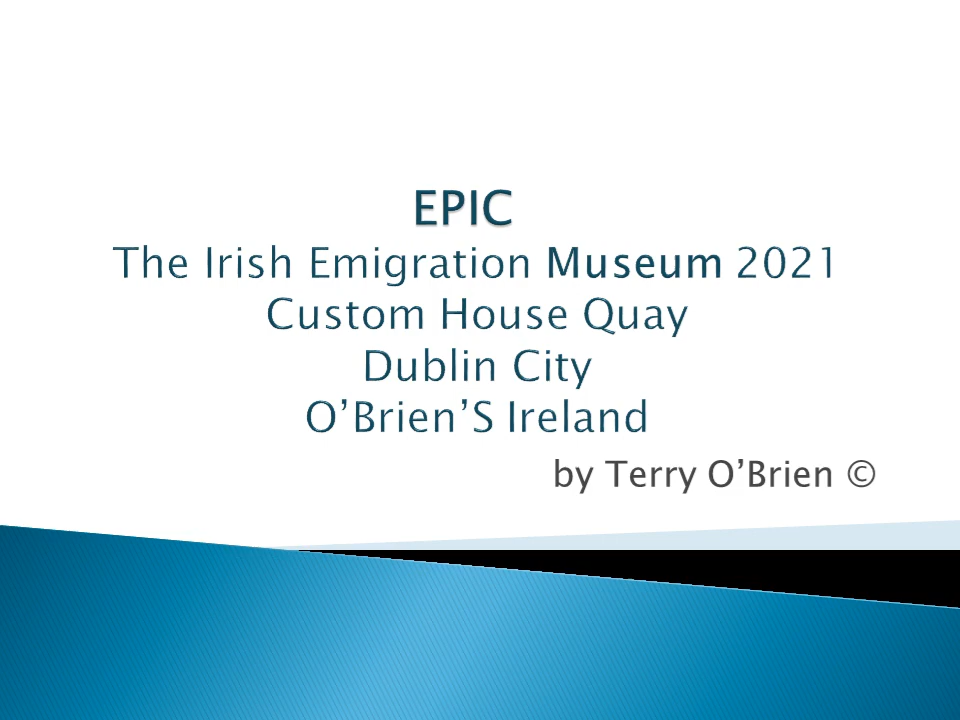 EPIC
The Irish Emigration Museum 2021
Custom House Quay
Dublin City
O’Brien’S Ireland
by Terry O’Brien ©